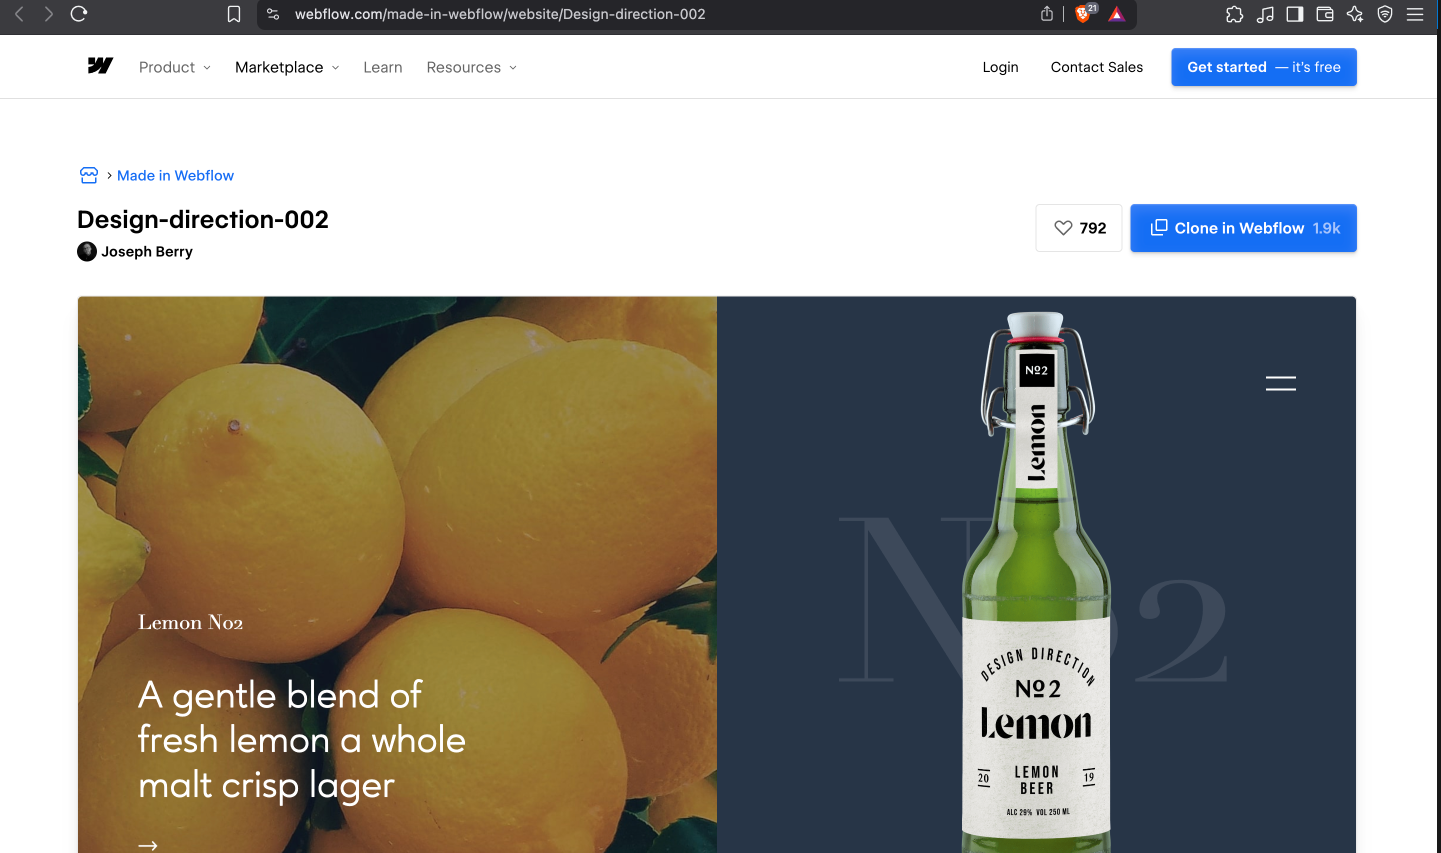 webflow.com/made-in-webflow/website/Design-direction-002
21
Product
Marketplace
Learn
Resources
Login
Contact Sales
Get started — it's free
Made in Webflow
Design-direction-002
Joseph Berry
792
Clone in Webflow 1.9k
Lemon No2
A gentle blend of
fresh lemon a whole
malt crisp lager
→
No2
Nº2
Lemon
DESIGN DIRECTION
Nº2
Lemon
20
LEMON
BEER
19
ALC 29% VOL 250 ML